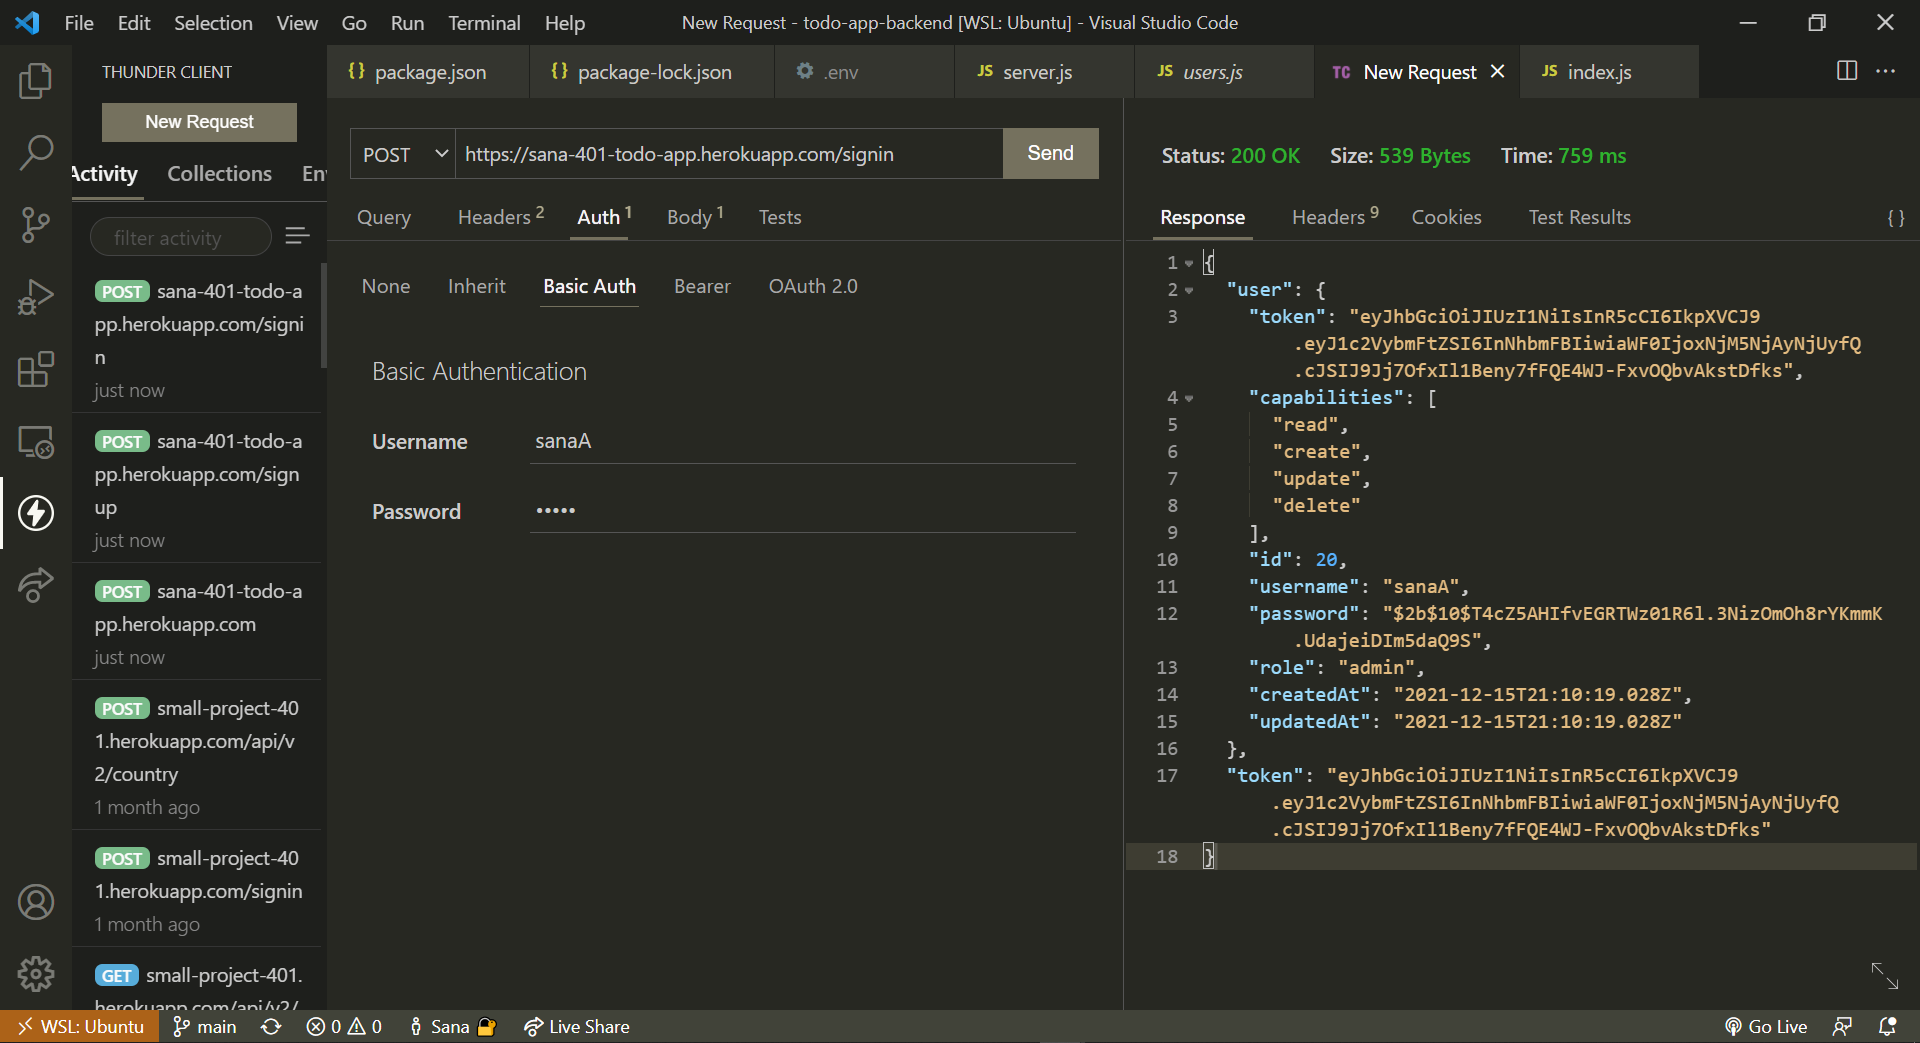 File Edit Selection View Go Run Terminal Help
New Request - todo-app-backend [WSL: Ubuntu] - Visual Studio Code
THUNDER CLIENT
New Request
Activity Collections En
filter activity
POST sana-401-todo-a
pp.herokuapp.com/signi
n
just now
POST sana-401-todo-a
pp.herokuapp.com/sign
up
just now
POST sana-401-todo-a
pp.herokuapp.com
just now
POST small-project-40
1.herokuapp.com/api/v
2/country
1 month ago
POST small-project-40
1.herokuapp.com/signin
1 month ago
GET small-project-401.
herokuapp.com/api/v2/
{} package.json {} package-lock.json .env JS server.js JS users.js TC New Request JS index.js
POST https://sana-401-todo-app.herokuapp.com/signin Send
Query Headers 2 Auth 1 Body 1 Tests
None Inherit Basic Auth Bearer OAuth 2.0
Basic Authentication
Username sanaA
Password •••••
Status: 200 OK Size: 539 Bytes Time: 759 ms
Response Headers 9 Cookies Test Results {}
1 {
2 "user": {
3 "token": "eyJhbGciOiJIUzI1NiIsInR5cCI6IkpXVCJ9
.eyJ1c2VybmFtZSI6InNhbmFBIiwiaWF0IjoxNjM5NjAyNjUyfQ
.cJSIJ9Jj7OfxIl1Beny7fFQE4WJ-FxvOQbvAkstDfks",
4 "capabilities": [
5 "read",
6 "create",
7 "update",
8 "delete"
9 ],
10 "id": 20,
11 "username": "sanaA",
12 "password": "$2b$10$T4cZ5AHIfvEGRTWz01R6l.3NizOmOh8rYKmmK
.UdajeiDIm5daQ9S",
13 "role": "admin",
14 "createdAt": "2021-12-15T21:10:19.028Z",
15 "updatedAt": "2021-12-15T21:10:19.028Z"
16 },
17 "token": "eyJhbGciOiJIUzI1NiIsInR5cCI6IkpXVCJ9
.eyJ1c2VybmFtZSI6InNhbmFBIiwiaWF0IjoxNjM5NjAyNjUyfQ
.cJSIJ9Jj7OfxIl1Beny7fFQE4WJ-FxvOQbvAkstDfks"
18 }
WSL: Ubuntu main 0 0 Sana Live Share Go Live